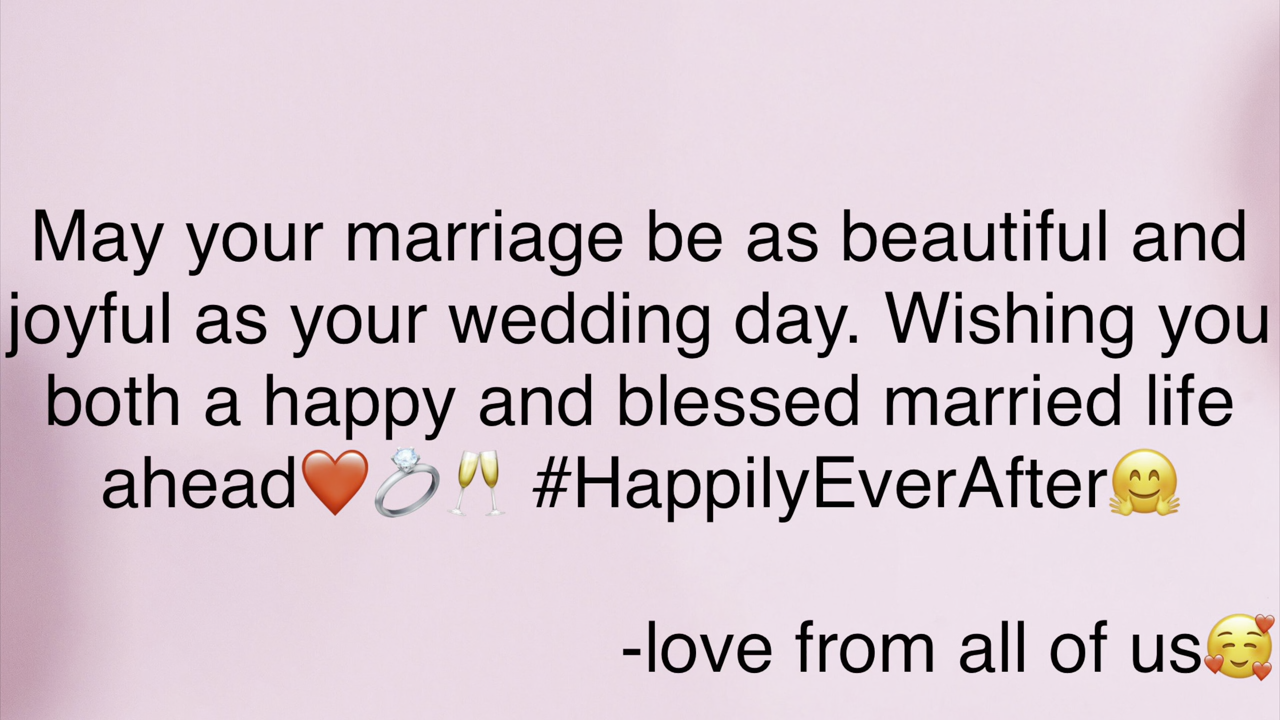 May your marriage be as beautiful and
joyful as your wedding day. Wishing you
both a happy and blessed married life
ahead❤️💍🥂 #HappilyEverAfter🤗
-love from all of us🥰